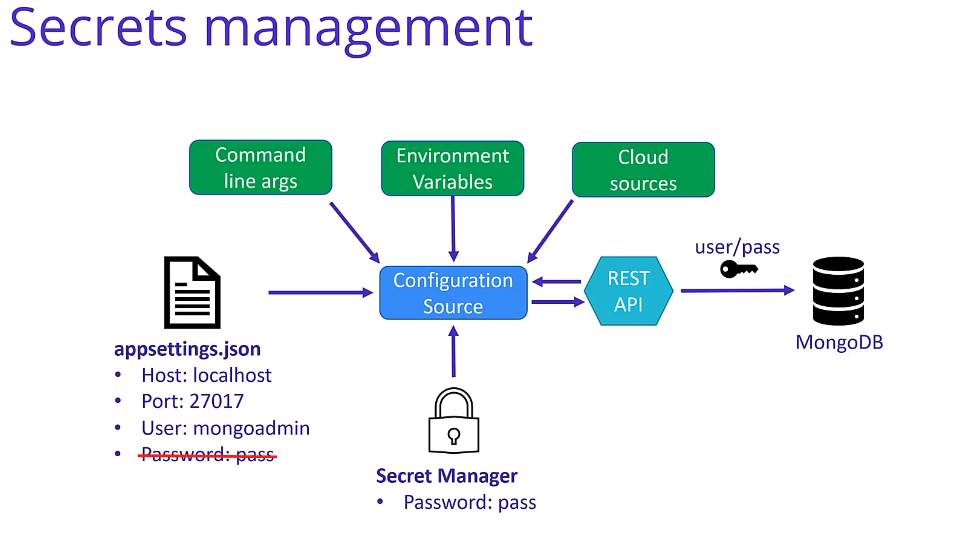 Secrets management
Command
line args
Environment
Variables
Cloud
sources
user/pass
Configuration
Source
REST
API
MongoDB
appsettings.json
• Host: localhost
• Port: 27017
• User: mongoadmin
• Password: pass
Secret Manager
• Password: pass